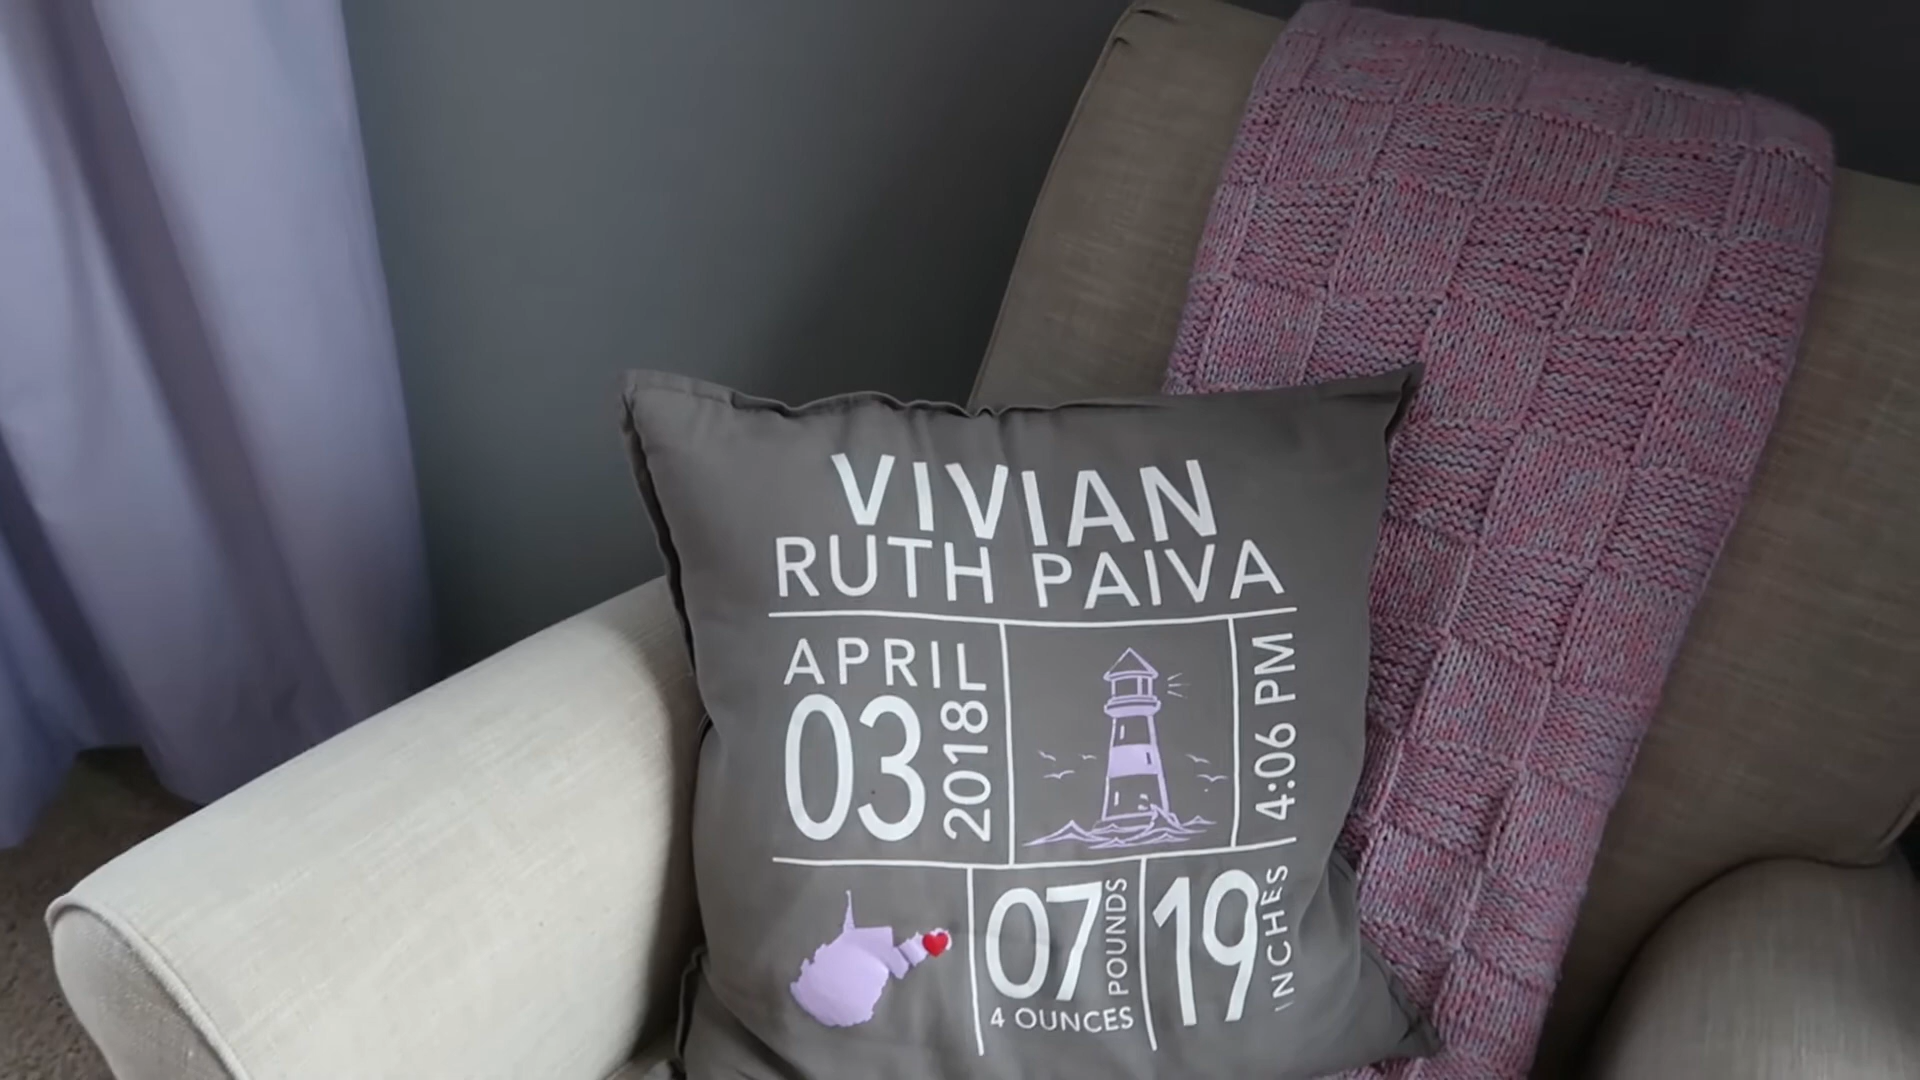 VIVIAN
RUTH PAIVA
APRIL
03
2018
4:06 PM
07
POUNDS
4 OUNCES
19
INCHES